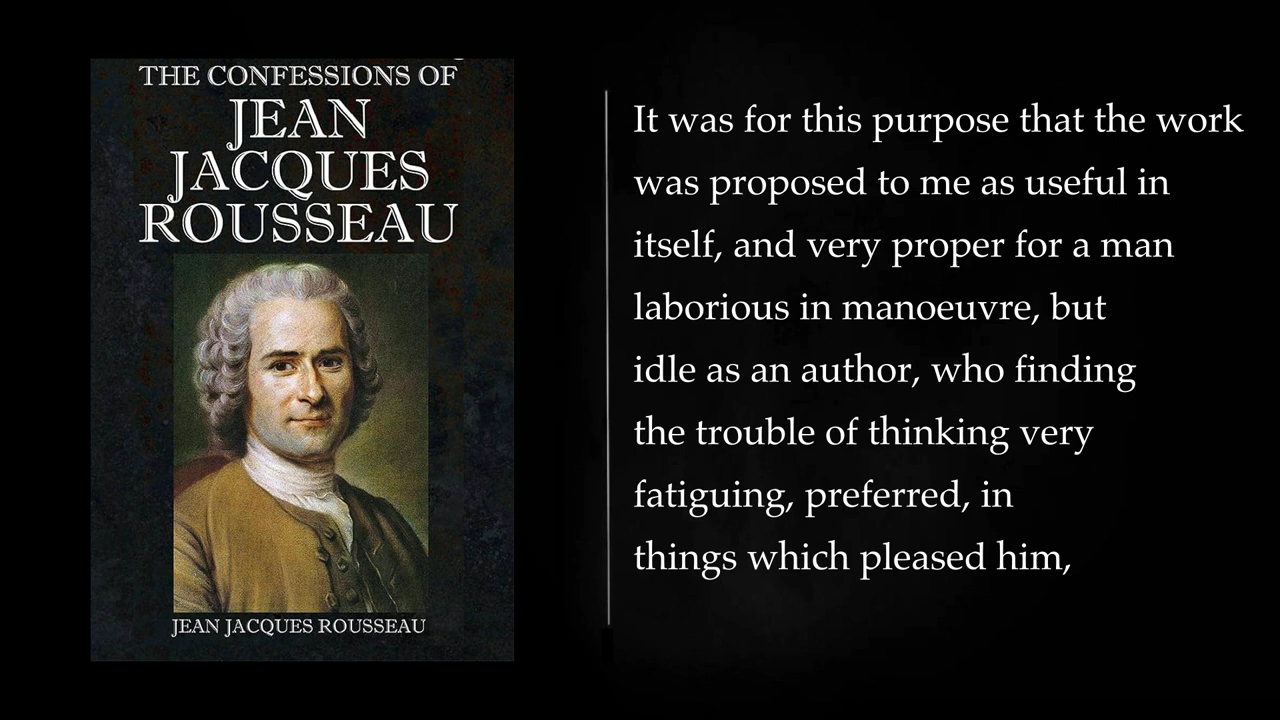 THE CONFESSIONS OF
JEAN
JACQUES
ROUSSEAU
JEAN JACQUES ROUSSEAU
It was for this purpose that the work
was proposed to me as useful in
itself, and very proper for a man
laborious in manoeuvre, but
idle as an author, who finding
the trouble of thinking very
fatiguing, preferred, in
things which pleased him,